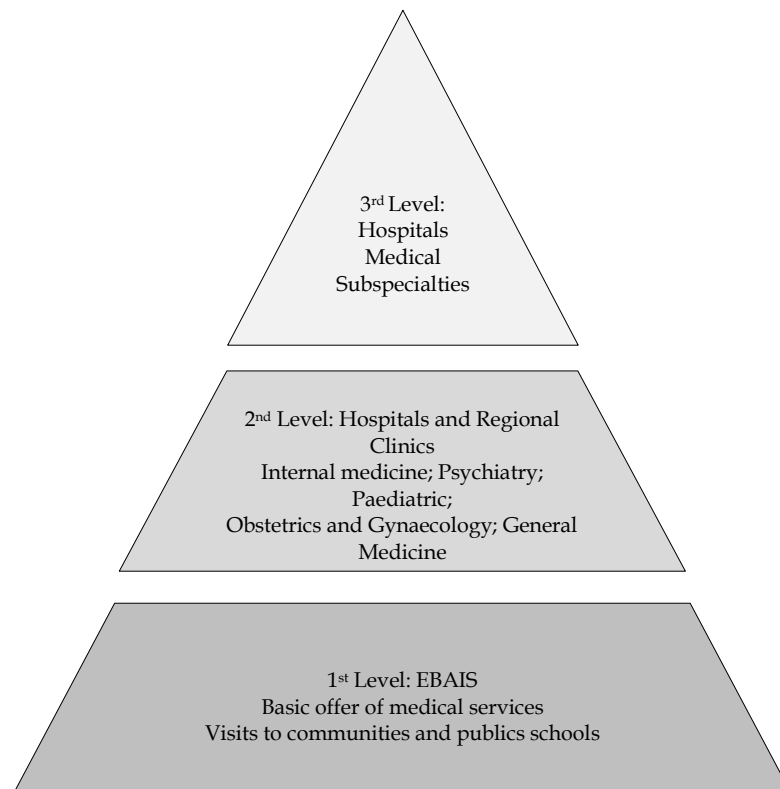 3rd Level:
Hospitals
Medical
Subspecialties
2nd Level: Hospitals and Regional
Clinics
Internal medicine; Psychiatry;
Paediatric;
Obstetrics and Gynaecology; General
Medicine
1st Level: EBAIS
Basic offer of medical services
Visits to communities and publics schools